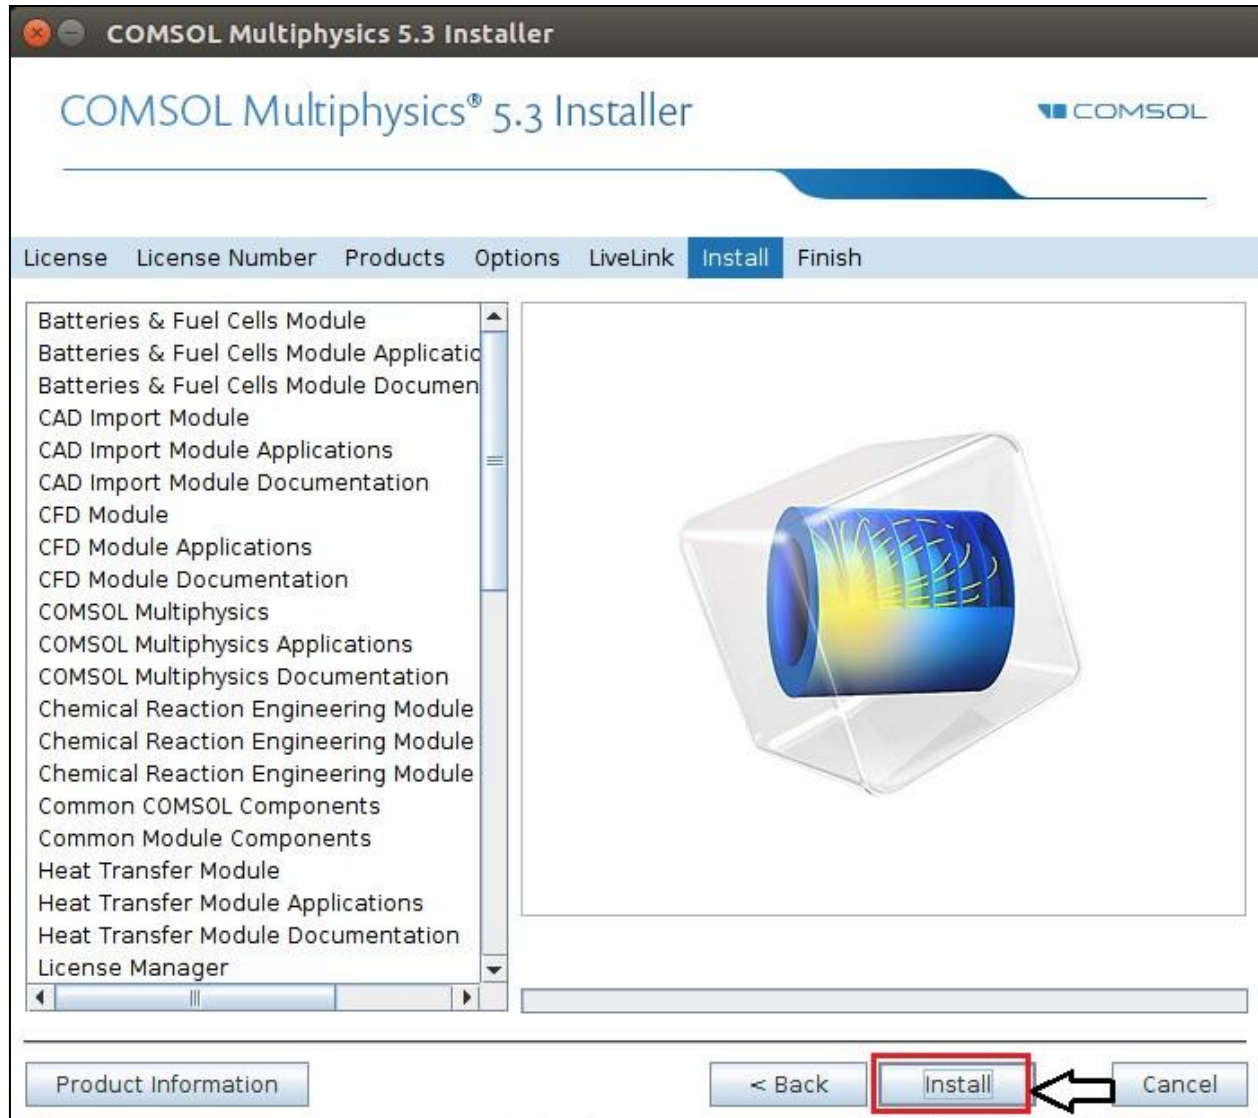 COMSOL Multiphysics 5.3 Installer
COMSOL Multiphysics® 5.3 Installer
COMSOL
License License Number Products Options LiveLink Install Finish
Batteries & Fuel Cells Module
Batteries & Fuel Cells Module Applicatio
Batteries & Fuel Cells Module Documen
CAD Import Module
CAD Import Module Applications
CAD Import Module Documentation
CFD Module
CFD Module Applications
CFD Module Documentation
COMSOL Multiphysics
COMSOL Multiphysics Applications
COMSOL Multiphysics Documentation
Chemical Reaction Engineering Module
Chemical Reaction Engineering Module
Chemical Reaction Engineering Module
Common COMSOL Components
Common Module Components
Heat Transfer Module
Heat Transfer Module Applications
Heat Transfer Module Documentation
License Manager
Product Information < Back Install Cancel